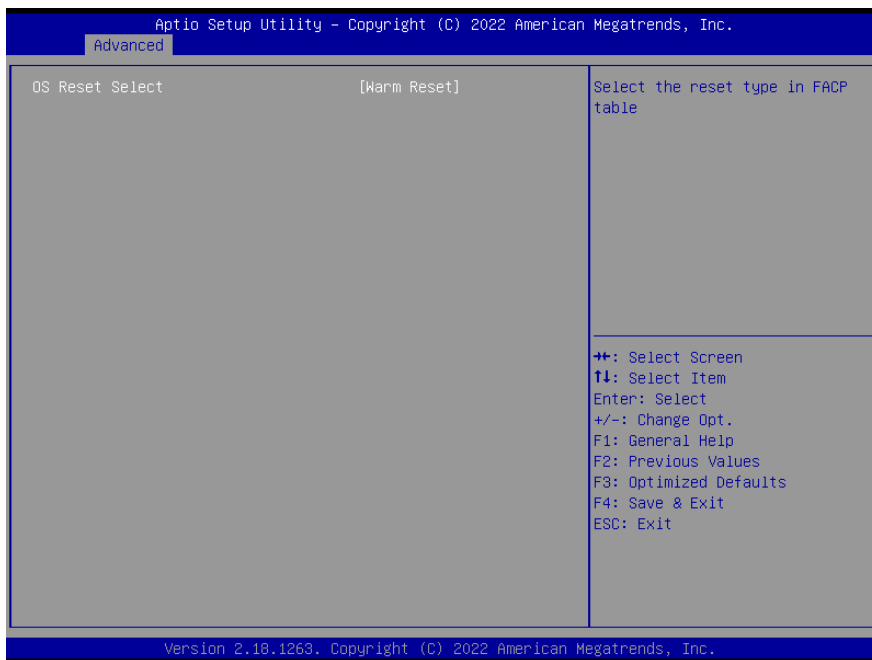 Aptio Setup Utility – Copyright (C) 2022 American Megatrends, Inc.
Advanced
OS Reset Select [Warm Reset]
Select the reset type in FACP
table
→←: Select Screen
↑↓: Select Item
Enter: Select
+/-: Change Opt.
F1: General Help
F2: Previous Values
F3: Optimized Defaults
F4: Save & Exit
ESC: Exit
Version 2.18.1263. Copyright (C) 2022 American Megatrends, Inc.